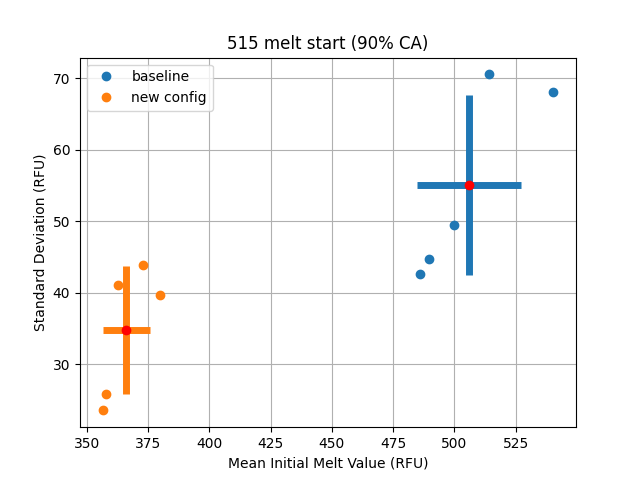 515 melt start (90% CA)
baseline
new config
70
60
50
40
30
Standard Deviation (RFU)
350 375 400 425 450 475 500 525
Mean Initial Melt Value (RFU)